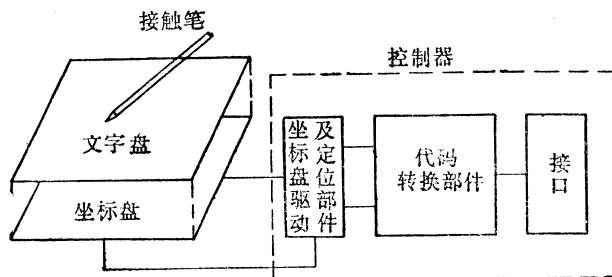 接触笔
控制器
文字盘
坐标盘
坐标盘驱动
及定位部件
代码
转换部件
接口